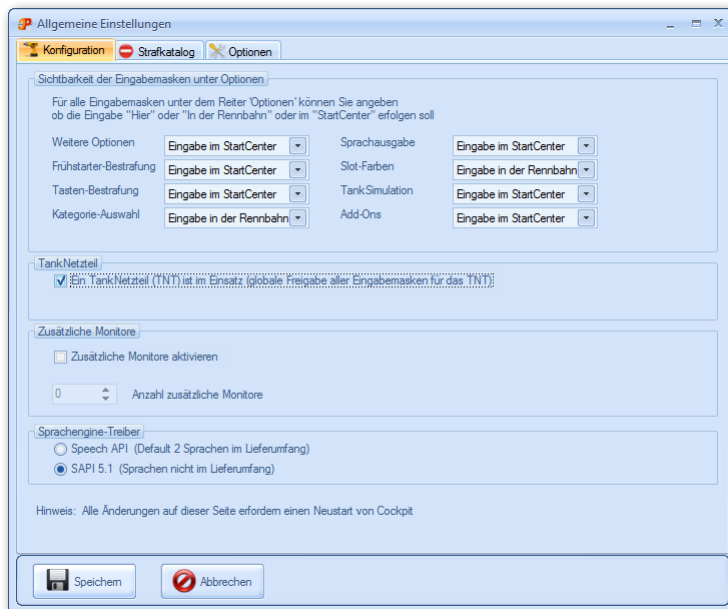 Allgemeine Einstellungen
Konfiguration Strafkatalog Optionen
Sichtbarkeit der Eingabemasken unter Optionen
Für alle Eingabemasken unter dem Reiter 'Optionen' können Sie angeben
ob die Eingabe "Hier" oder "In der Rennbahn" oder im "StartCenter" erfolgen soll
Weitere Optionen Eingabe im StartCenter Sprachausgabe Eingabe im StartCenter
Frühstarter-Bestrafung Eingabe im StartCenter Slot-Farben Eingabe in der Rennbahn
Tasten-Bestrafung Eingabe im StartCenter TankSimulation Eingabe im StartCenter
Kategorie-Auswahl Eingabe in der Rennbahn Add-Ons Eingabe im StartCenter
TankNetzteil
Ein TankNetzteil (TNT) ist im Einsatz (globale Freigabe aller Eingabemasken für das TNT)
Zusätzliche Monitore
Zusätzliche Monitore aktivieren
0 Anzahl zusätzliche Monitore
Sprachengine-Treiber
Speech API (Default 2 Sprachen im Lieferumfang)
SAPI 5.1 (Sprachen nicht im Lieferumfang)
Hinweis: Alle Änderungen auf dieser Seite erfordern einen Neustart von Cockpit
Speichern Abbrechen